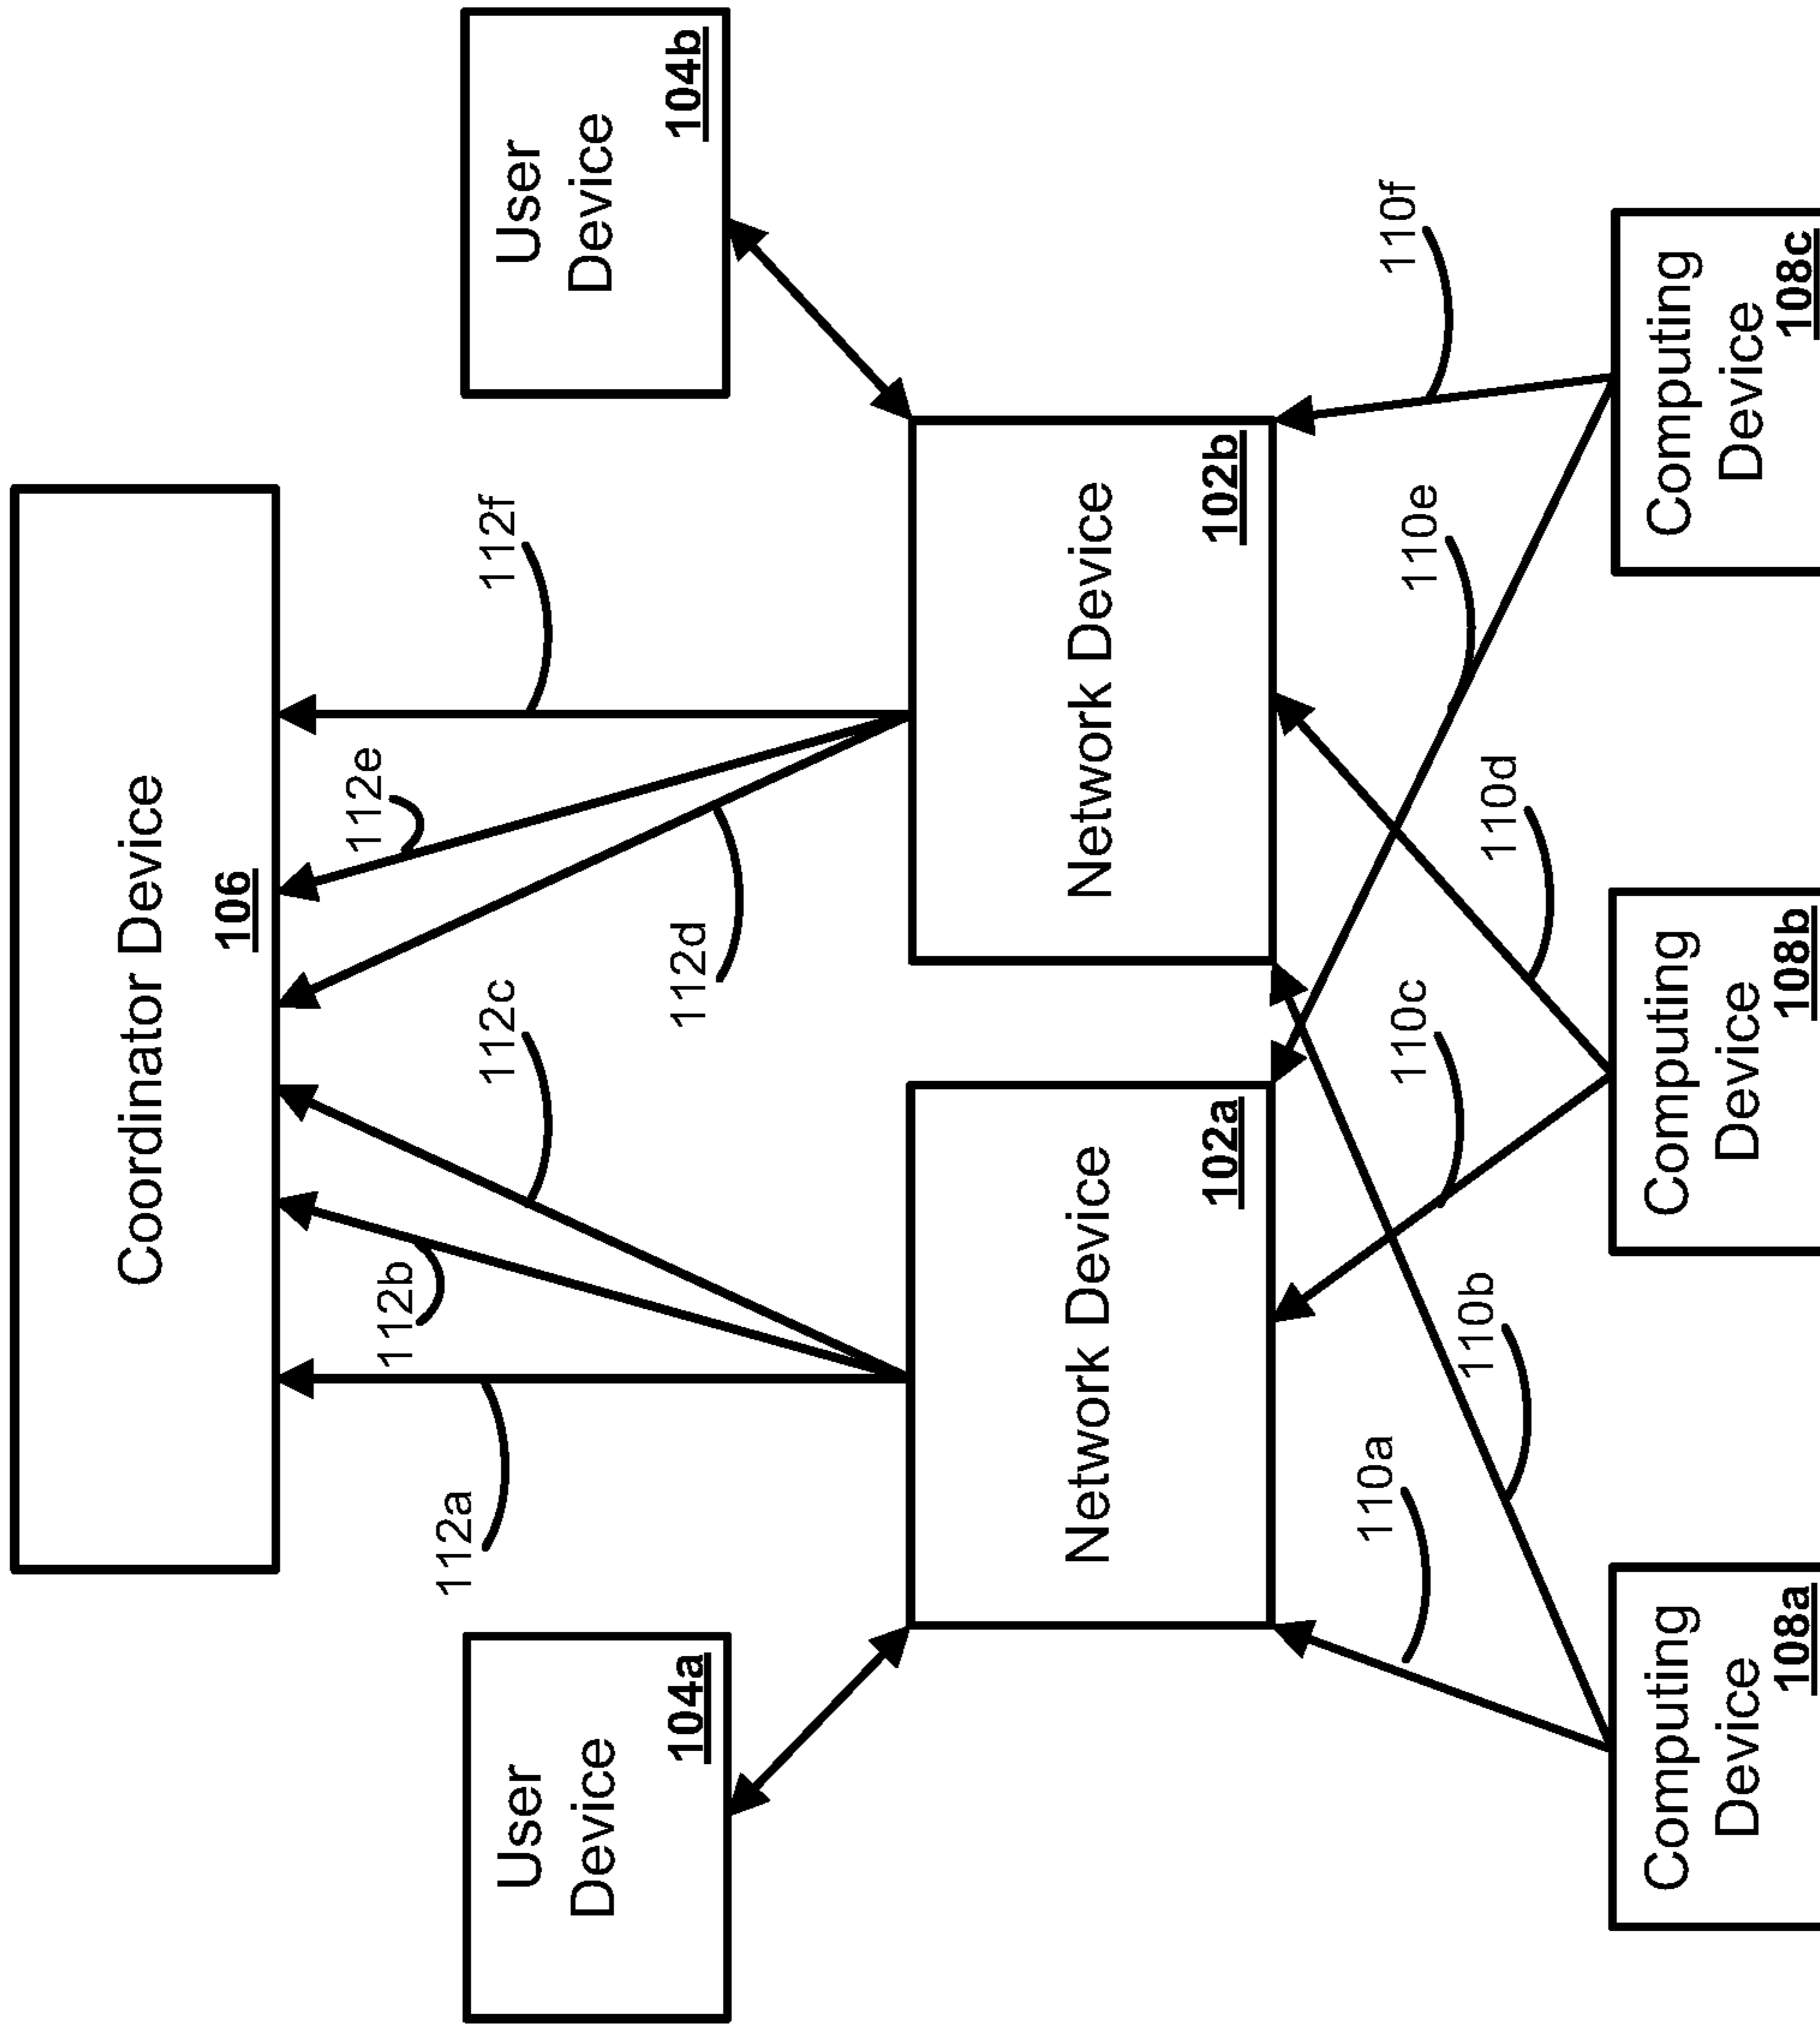 Coordinator Device
106
User
Device
104a
User
Device
104b
112a
112b
112c
112d
112e
112f
Network Device
102a
Network Device
102b
110a
110b
110c
110d
110e
110f
Computing
Device
108a
Computing
Device
108b
Computing
Device
108c